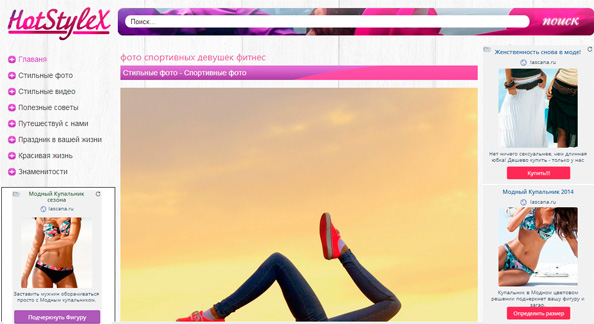 HotStyleX
Поиск...
поиск
Главаня
Стильные фото
Стильные видео
Полезные советы
Путешествуй с нами
Праздник в вашей жизни
Красивая жизнь
Знаменитости
Модный Купальник
сезона
lascana.ru
Заставить мужчин оборачиваться
просто с Модным купальником.
Подчеркнуть Фигуру
фото спортивных девушек фитнес
Стильные фото - Спортивные фото
Женственность снова в моде!
lascana.ru
Нет ничего сексуальнее, чем длинная
юбка! Дешево купить - только у нас
Купить!!!
Модный Купальник 2014
lascana.ru
Купальник в Модном цветовом
решении подчеркнет Вашу фигуру и
загар.
Определить размер